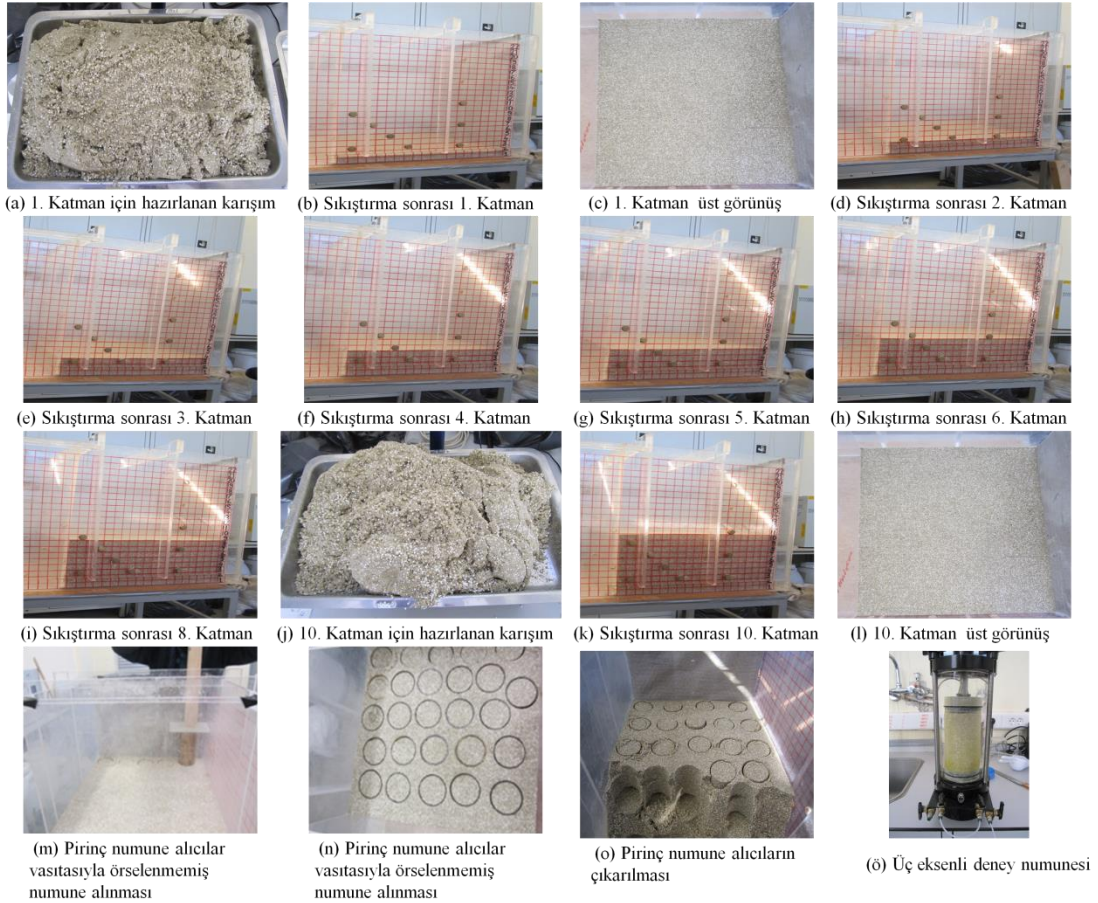 (a) 1. Katman için hazırlanan karışım
(b) Sıkıştırma sonrası 1. Katman
(c) 1. Katman üst görünüş
(d) Sıkıştırma sonrası 2. Katman
(e) Sıkıştırma sonrası 3. Katman
(f) Sıkıştırma sonrası 4. Katman
(g) Sıkıştırma sonrası 5. Katman
(h) Sıkıştırma sonrası 6. Katman
(i) Sıkıştırma sonrası 8. Katman
(j) 10. Katman için hazırlanan karışım
(k) Sıkıştırma sonrası 10. Katman
(l) 10. Katman üst görünüş
(m) Pirinç numune alıcılar
vasıtasıyla örselenmemiş
numune alınması
(n) Pirinç numune alıcılar
vasıtasıyla örselenmemiş
numune alınması
(o) Pirinç numune alıcıların
çıkarılması
(ö) Üç eksenli deney numunesi